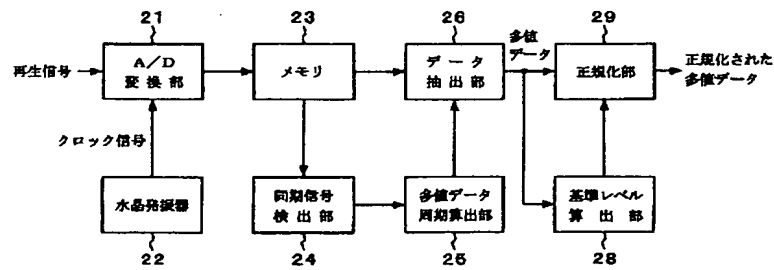 21
23
26
29
再生信号
A/D
変換部
メモリ
データ
抽出部
多値
データ
正規化部
正規化された
多値データ
クロック信号
水晶発振器
同期信号
検出部
多値データ
周期算出部
基準レベル
算出部
22
24
25
28